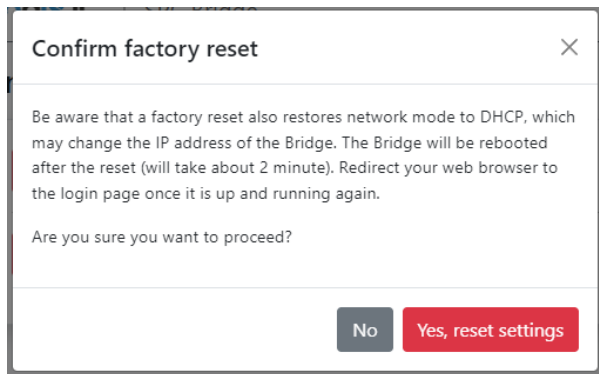 Confirm factory reset
Be aware that a factory reset also restores network mode to DHCP, which
may change the IP address of the Bridge. The Bridge will be rebooted
after the reset (will take about 2 minute). Redirect your web browser to
the login page once it is up and running again.
Are you sure you want to proceed?
No
Yes, reset settings